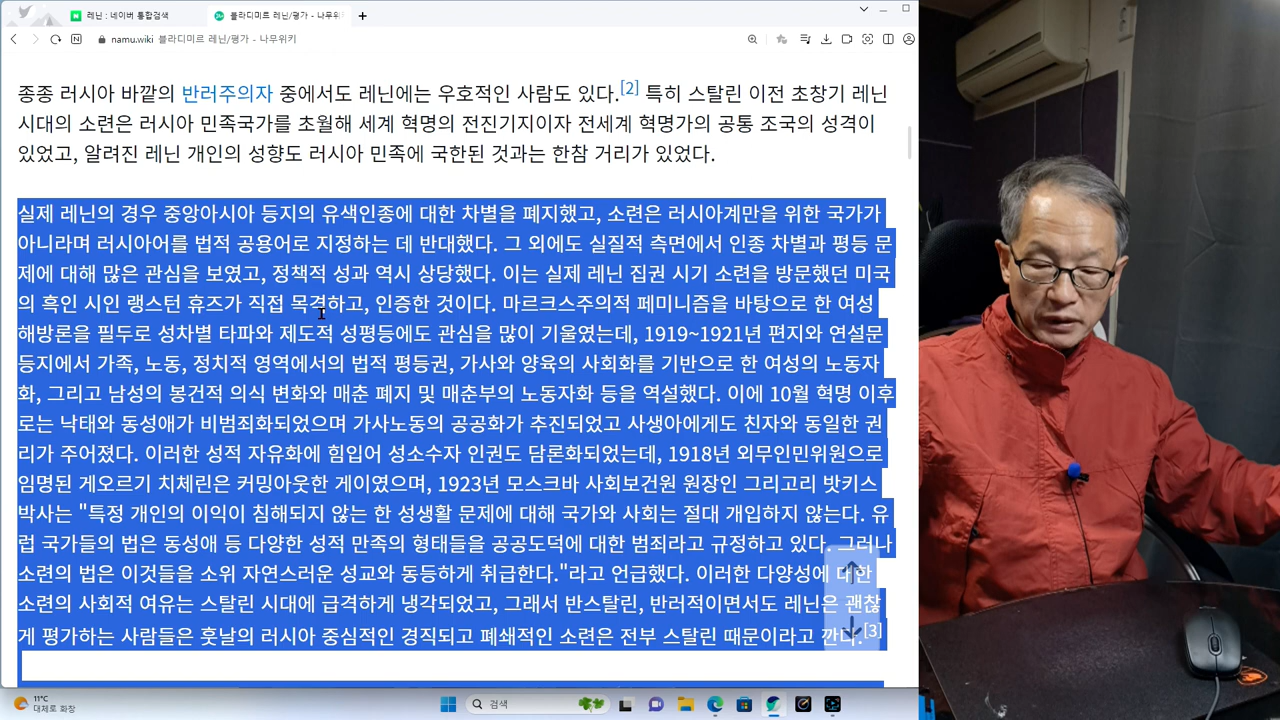 레닌 : 네이버 통합검색
블라디미르 레닌/평가 - 나무위키
namu.wiki 블라디미르 레닌/평가 - 나무위키
종종 러시아 바깥의 반러주의자 중에서도 레닌에는 우호적인 사람도 있다.[2] 특히 스탈린 이전 초창기 레닌
시대의 소련은 러시아 민족국가를 초월해 세계 혁명의 전진기지이자 전세계 혁명가의 공통 조국의 성격이
있었고, 알려진 레닌 개인의 성향도 러시아 민족에 국한된 것과는 한참 거리가 있었다.
실제 레닌의 경우 중앙아시아 등지의 유색인종에 대한 차별을 폐지했고, 소련은 러시아계만을 위한 국가가
아니라며 러시아어를 법적 공용어로 지정하는 데 반대했다. 그 외에도 실질적 측면에서 인종 차별과 평등 문
제에 대해 많은 관심을 보였고, 정책적 성과 역시 상당했다. 이는 실제 레닌 집권 시기 소련을 방문했던 미국
의 흑인 시인 랭스턴 휴즈가 직접 목격하고, 인증한 것이다. 마르크스주의적 페미니즘을 바탕으로 한 여성
해방론을 필두로 성차별 타파와 제도적 성평등에도 관심을 많이 기울였는데, 1919~1921년 편지와 연설문
등지에서 가족, 노동, 정치적 영역에서의 법적 평등권, 가사와 양육의 사회화를 기반으로 한 여성의 노동자
화, 그리고 남성의 봉건적 의식 변화와 매춘 폐지 및 매춘부의 노동자화 등을 역설했다. 이에 10월 혁명 이후
로는 낙태와 동성애가 비범죄화되었으며 가사노동의 공공화가 추진되었고 사생아에게도 친자와 동일한 권
리가 주어졌다. 이러한 성적 자유화에 힘입어 성소수자 인권도 담론화되었는데, 1918년 외무인민위원으로
임명된 게오르기 치체린은 커밍아웃한 게이였으며, 1923년 모스크바 사회보건원 원장인 그리고리 밧키스
박사는 "특정 개인의 이익이 침해되지 않는 한 성생활 문제에 대해 국가와 사회는 절대 개입하지 않는다. 유
럽 국가들의 법은 동성애 등 다양한 성적 만족의 형태들을 공공도덕에 대한 범죄라고 규정하고 있다. 그러나
소련의 법은 이것들을 소위 자연스러운 성교와 동등하게 취급한다."라고 언급했다. 이러한 다양성에 대한
소련의 사회적 여유는 스탈린 시대에 급격하게 냉각되었고, 그래서 반스탈린, 반러적이면서도 레닌은 괜찮
게 평가하는 사람들은 훗날의 러시아 중심적인 경직되고 폐쇄적인 소련은 전부 스탈린 때문이라고 깐다.[3]
11°C
대체로 화창
검색